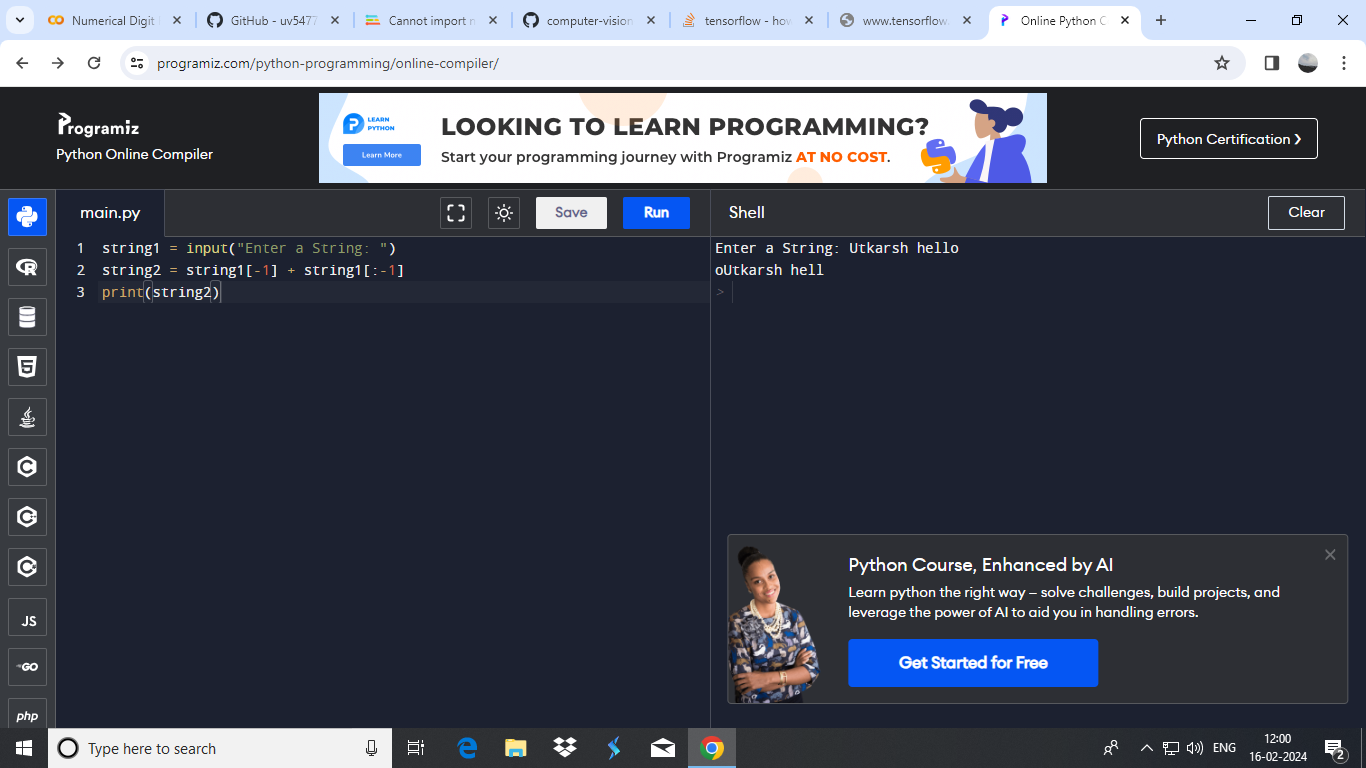 Numerical Digit
GitHub - uv5477
Cannot import n
computer-vision
tensorflow - how
www.tensorflow.
Online Python C
programiz.com/python-programming/online-compiler/
Programiz
Python Online Compiler
LEARN
PYTHON
Learn More
LOOKING TO LEARN PROGRAMMING?
Start your programming journey with Programiz AT NO COST.
Python Certification ❯
main.py
Save
Run
Shell
Clear
1 string1 = input("Enter a String: ")
2 string2 = string1[-1] + string1[:-1]
3 print(string2)
Enter a String: Utkarsh hello
oUtkarsh hell
>
R
5
C
C
C
JS
GO
php
Python Course, Enhanced by AI
Learn python the right way – solve challenges, build projects, and
leverage the power of AI to aid you in handling errors.
Get Started for Free
Type here to search
ENG
12:00
16-02-2024
2